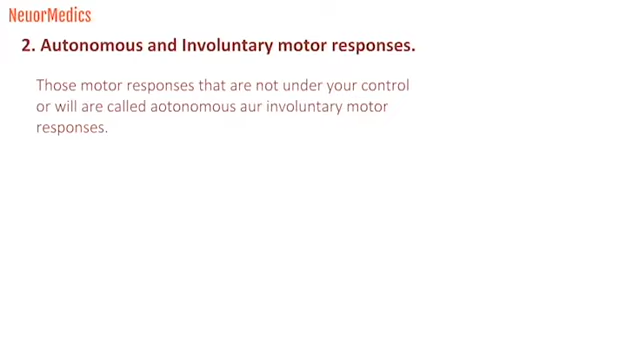 NeuorMedics
2. Autonomous and Involuntary motor responses.
Those motor responses that are not under your control
or will are called aotonomous aur involuntary motor
responses.